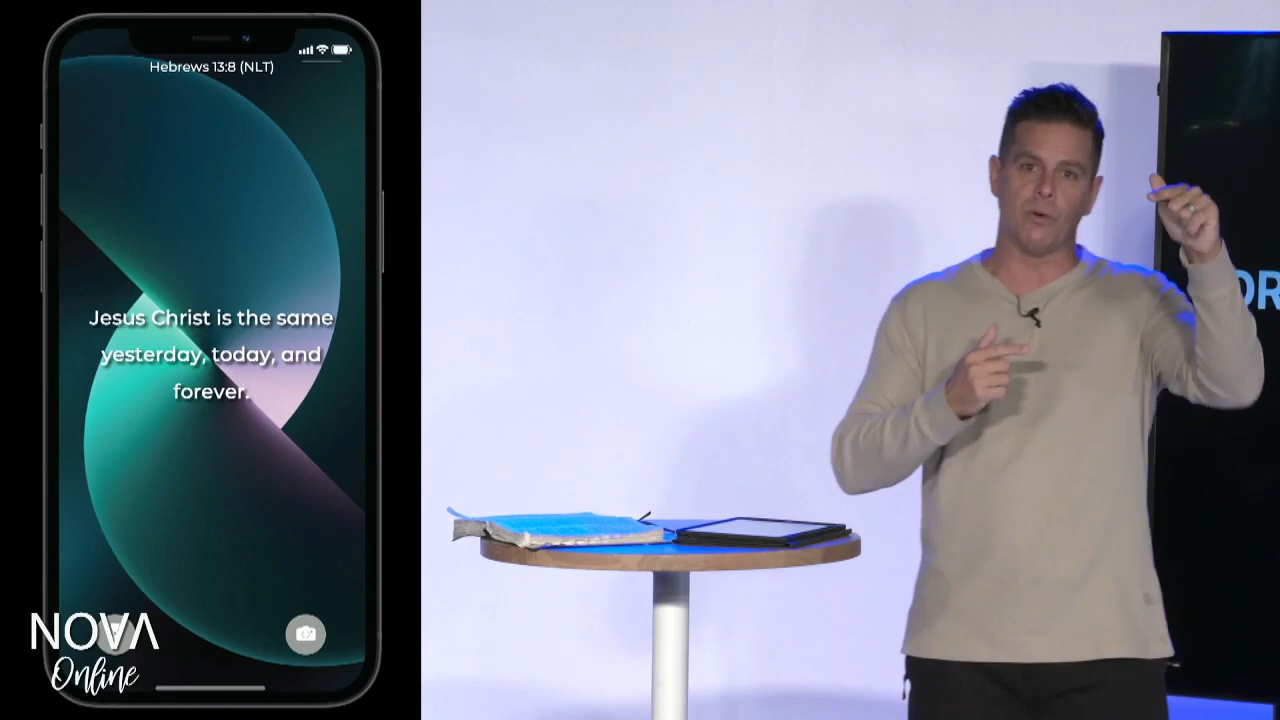 Hebrews 13:8 (NLT)
Jesus Christ is the same
yesterday, today, and
forever.
NOVA
Online